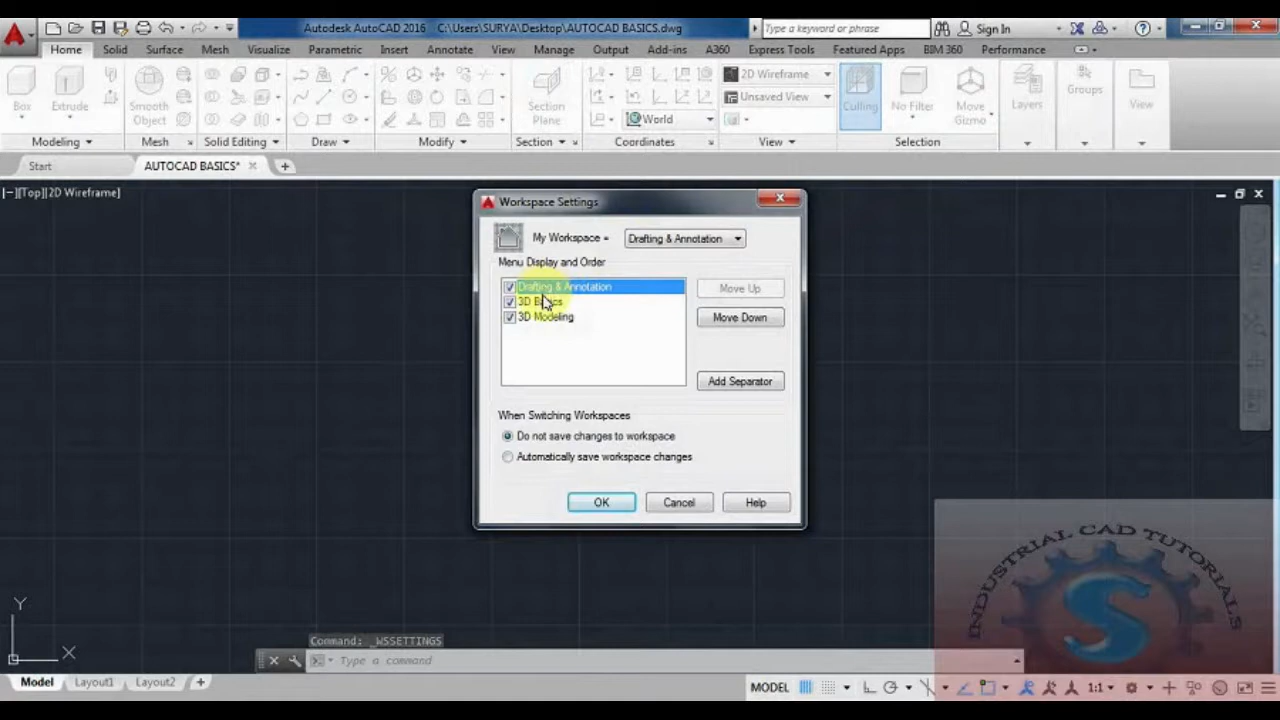 Autodesk AutoCAD 2016 C:\Users\SURYA\Desktop\AUTOCAD BASICS.dwg
Type a keyword or phrase
Sign In
Home Solid Surface Mesh Visualize Parametric Insert Annotate View Manage Output Add-ins A360 Express Tools Featured Apps BIM 360 Performance
2D Wireframe
Unsaved View
World
Box Extrude Smooth Object Section Plane Culling No Filter Move Gizmo Layers Groups View
Modeling Mesh Solid Editing Draw Modify Section Coordinates View Selection
Start AUTOCAD BASICS*
[−][Top][2D Wireframe]
Workspace Settings
My Workspace = Drafting & Annotation
Menu Display and Order
Drafting & Annotation
3D Basics
3D Modeling
Move Up
Move Down
Add Separator
When Switching Workspaces
Do not save changes to workspace
Automatically save workspace changes
OK Cancel Help
INDUSTRIAL CAD TUTORIALS
S
Y
X
Command: _WSSETTINGS
Type a command
Model Layout1 Layout2 +
MODEL 1:1